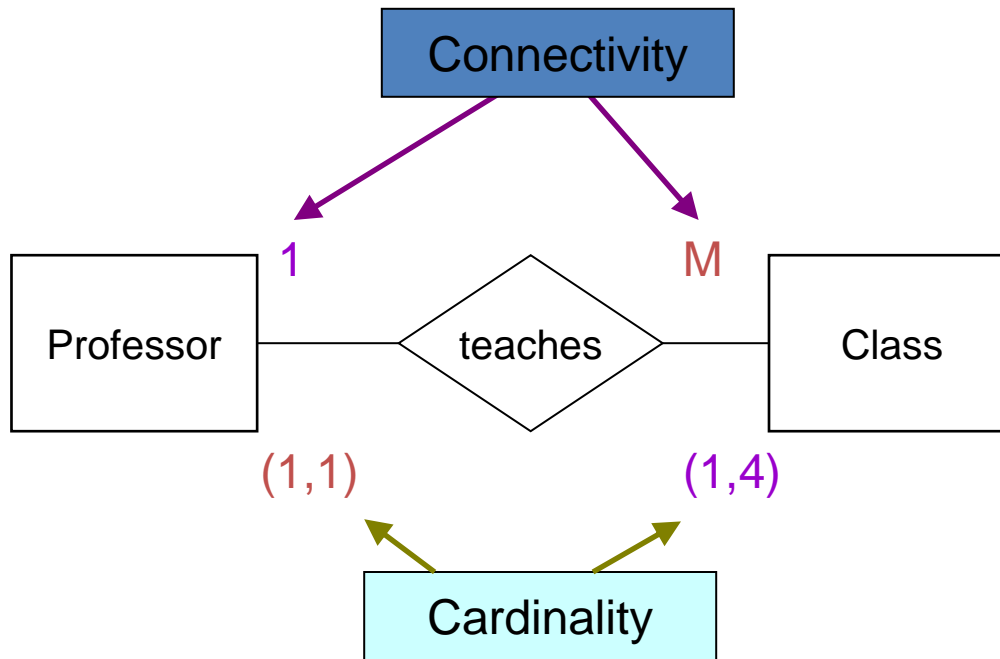 Connectivity
1
M
Professor
teaches
Class
(1,1)
(1,4)
Cardinality